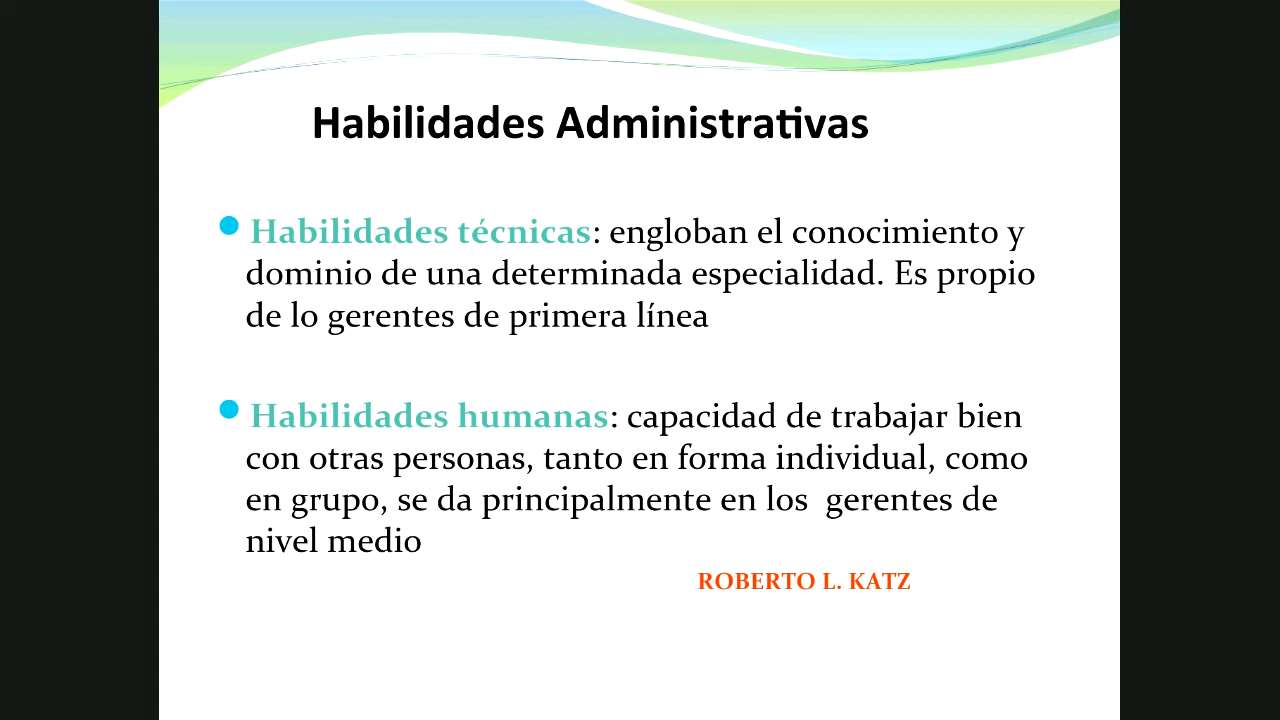 Habilidades Administrativas
Habilidades técnicas: engloban el conocimiento y
dominio de una determinada especialidad. Es propio
de lo gerentes de primera línea
Habilidades humanas: capacidad de trabajar bien
con otras personas, tanto en forma individual, como
en grupo, se da principalmente en los  gerentes de
nivel medio
ROBERTO L. KATZ